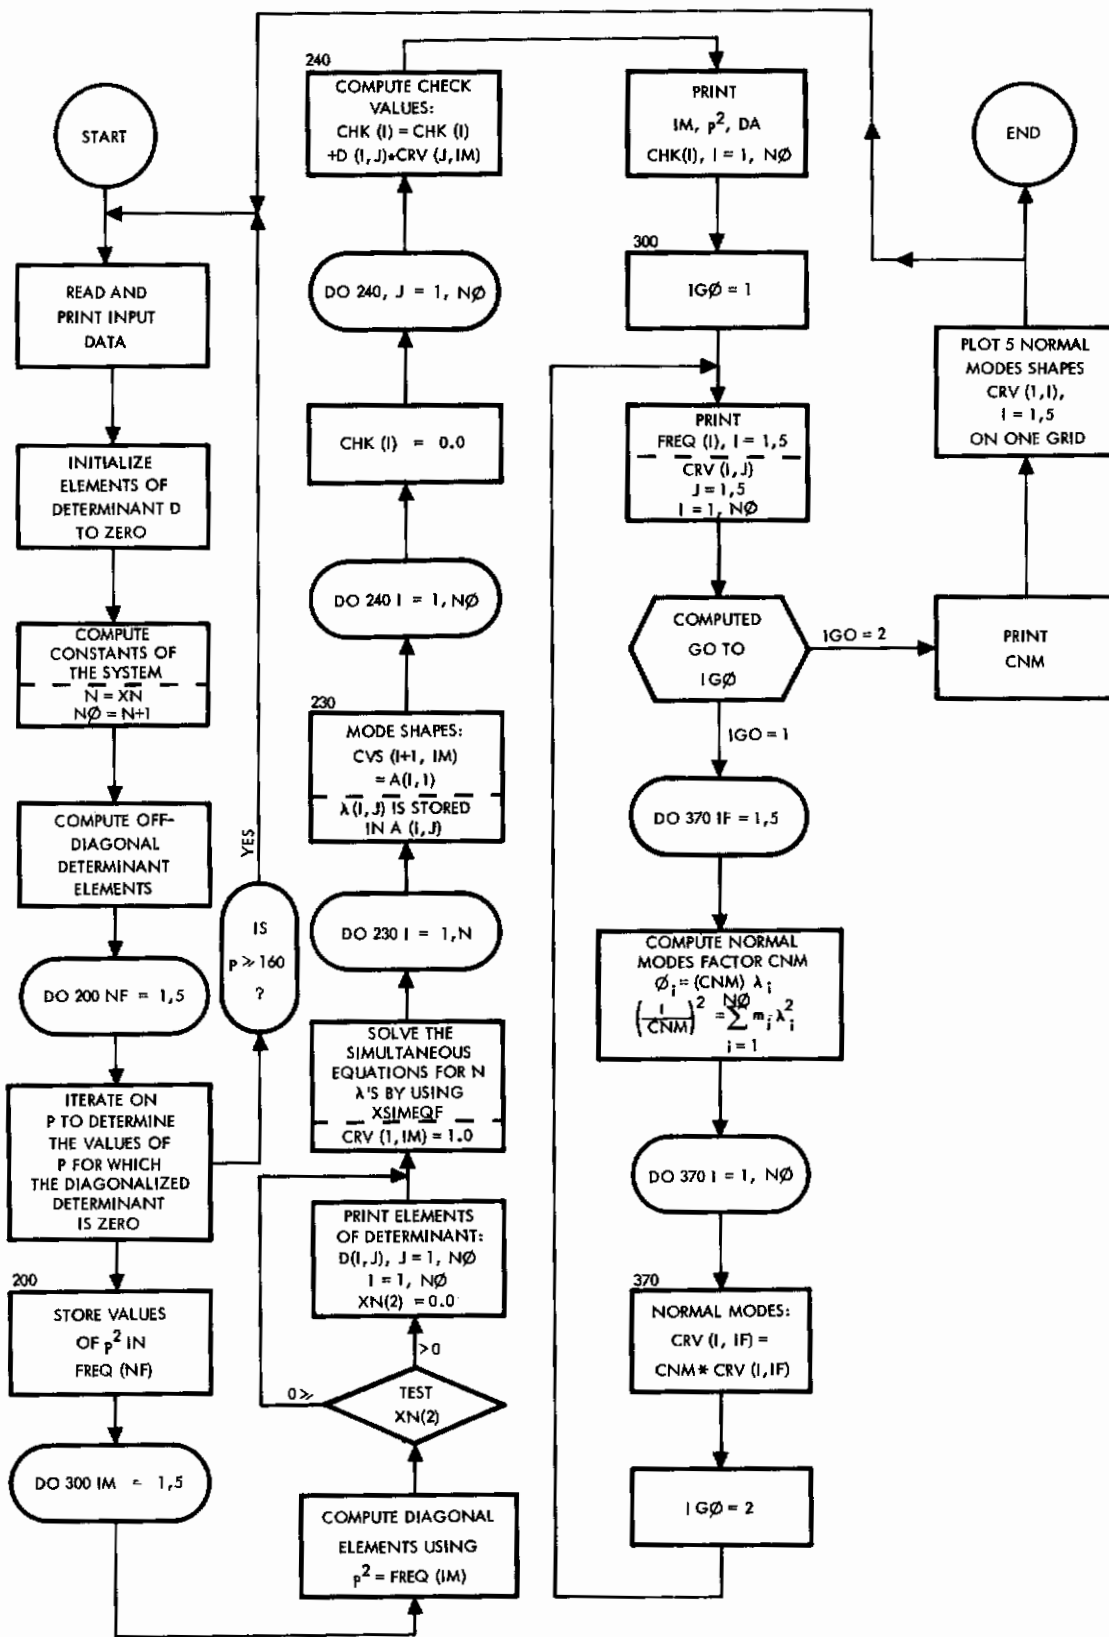 START
READ AND
PRINT INPUT
DATA
INITIALIZE
ELEMENTS OF
DETERMINANT D
TO ZERO
COMPUTE
CONSTANTS OF
THE SYSTEM
N = XN
NØ = N+1
COMPUTE OFF-
DIAGONAL
DETERMINANT
ELEMENTS
DO 200 NF = 1,5
ITERATE ON
P TO DETERMINE
THE VALUES OF
P FOR WHICH
THE DIAGONALIZED
DETERMINANT
IS ZERO
YES
IS
P ⩾ 160
?
200
STORE VALUES
OF p² IN
FREQ (NF)
DO 300 IM = 1,5
COMPUTE DIAGONAL
ELEMENTS USING
p² = FREQ (IM)
TEST
XN(2)
0 ⩾
>0
PRINT ELEMENTS
OF DETERMINANT:
D(I,J), J = 1, NØ
I = 1, NØ
XN(2) = 0.0
SOLVE THE
SIMULTANEOUS
EQUATIONS FOR N
λ'S BY USING
XSIMEQF
CRV (1,IM) = 1.0
DO 230 I = 1,N
230
MODE SHAPES:
CVS (I+1, IM)
= A(I,1)
λ(I,J) IS STORED
IN A (I,J)
DO 240 I = 1, NØ
CHK (I) = 0.0
DO 240, J = 1, NØ
240
COMPUTE CHECK
VALUES:
CHK (I) = CHK (I)
+D (I,J)*CRV (J,IM)
PRINT
IM, p², DA
CHK(I), I = 1, NØ
300
IGØ = 1
PRINT
FREQ (I), I = 1,5
CRV (I,J)
J = 1,5
I = 1, NØ
COMPUTED
GO TO
IGØ
IGO = 2
IGO = 1
DO 370 IF = 1,5
COMPUTE NORMAL
MODES FACTOR CNM
Ø_i = (CNM) λ_i
(1/CNM)² = NØ∑i = 1 m_i λ_i²
DO 370 I = 1, NØ
370
NORMAL MODES:
CRV (I, IF) =
CNM* CRV (I,IF)
IGØ = 2
PRINT
CNM
PLOT 5 NORMAL
MODES SHAPES
CRV (1,I),
I = 1,5
ON ONE GRID
END